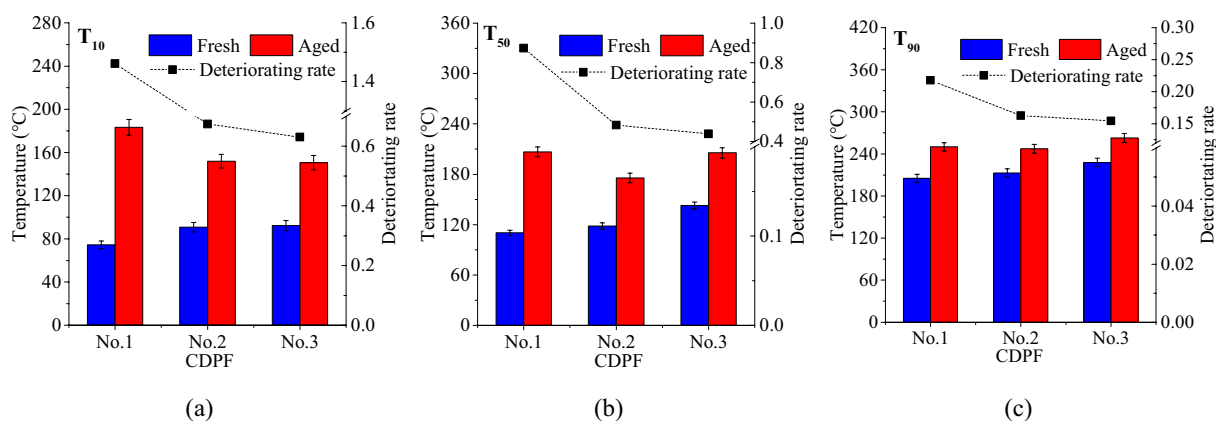 T10
Fresh Aged
Deteriorating rate
Temperature (°C)
280
240
200
160
120
80
40
0
1.6
1.4
0.6
0.4
0.2
0.0
Deteriortating rate
No.1 No.2 No.3
CDPF
(a)
T50
Fresh Aged
Deteriorating rate
Temperature (°C)
360
330
300
240
180
120
60
0
1.0
0.8
0.6
0.4
0.1
0.0
Deteriortating rate
No.1 No.2 No.3
CDPF
(b)
T90
Fresh Aged
Deteriorating rate
Temperature (°C)
420
360
300
240
180
120
60
0
0.30
0.25
0.20
0.15
0.04
0.02
0.00
Deteriortating rate
No.1 No.2 No.3
CDPF
(c)